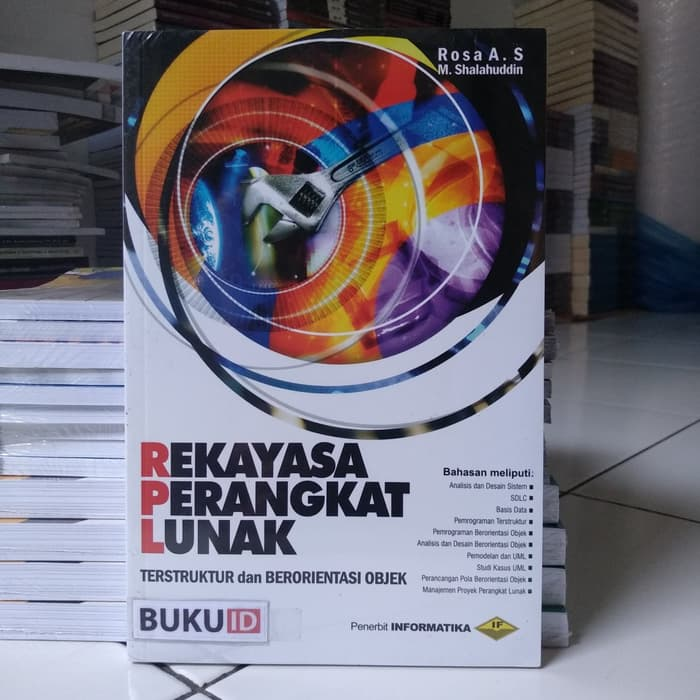 Rosa A. S
M. Shalahuddin
REKAYASA
PERANGKAT
LUNAK
TERSTRUKTUR dan BERORIENTASI OBJEK
Bahasan meliputi:
Analisis dan Desain Sistem
SDLC
Basis Data
Pemrograman Terstruktur
Pemrograman Berorientasi Objek
Analisis dan Desain Berorientasi Objek
Pemodelan dan UML
Studi Kasus UML
Perancangan Pola Berorientasi Objek
Manajemen Proyek Perangkat Lunak
BUKU ID
Penerbit INFORMATIKA
IF